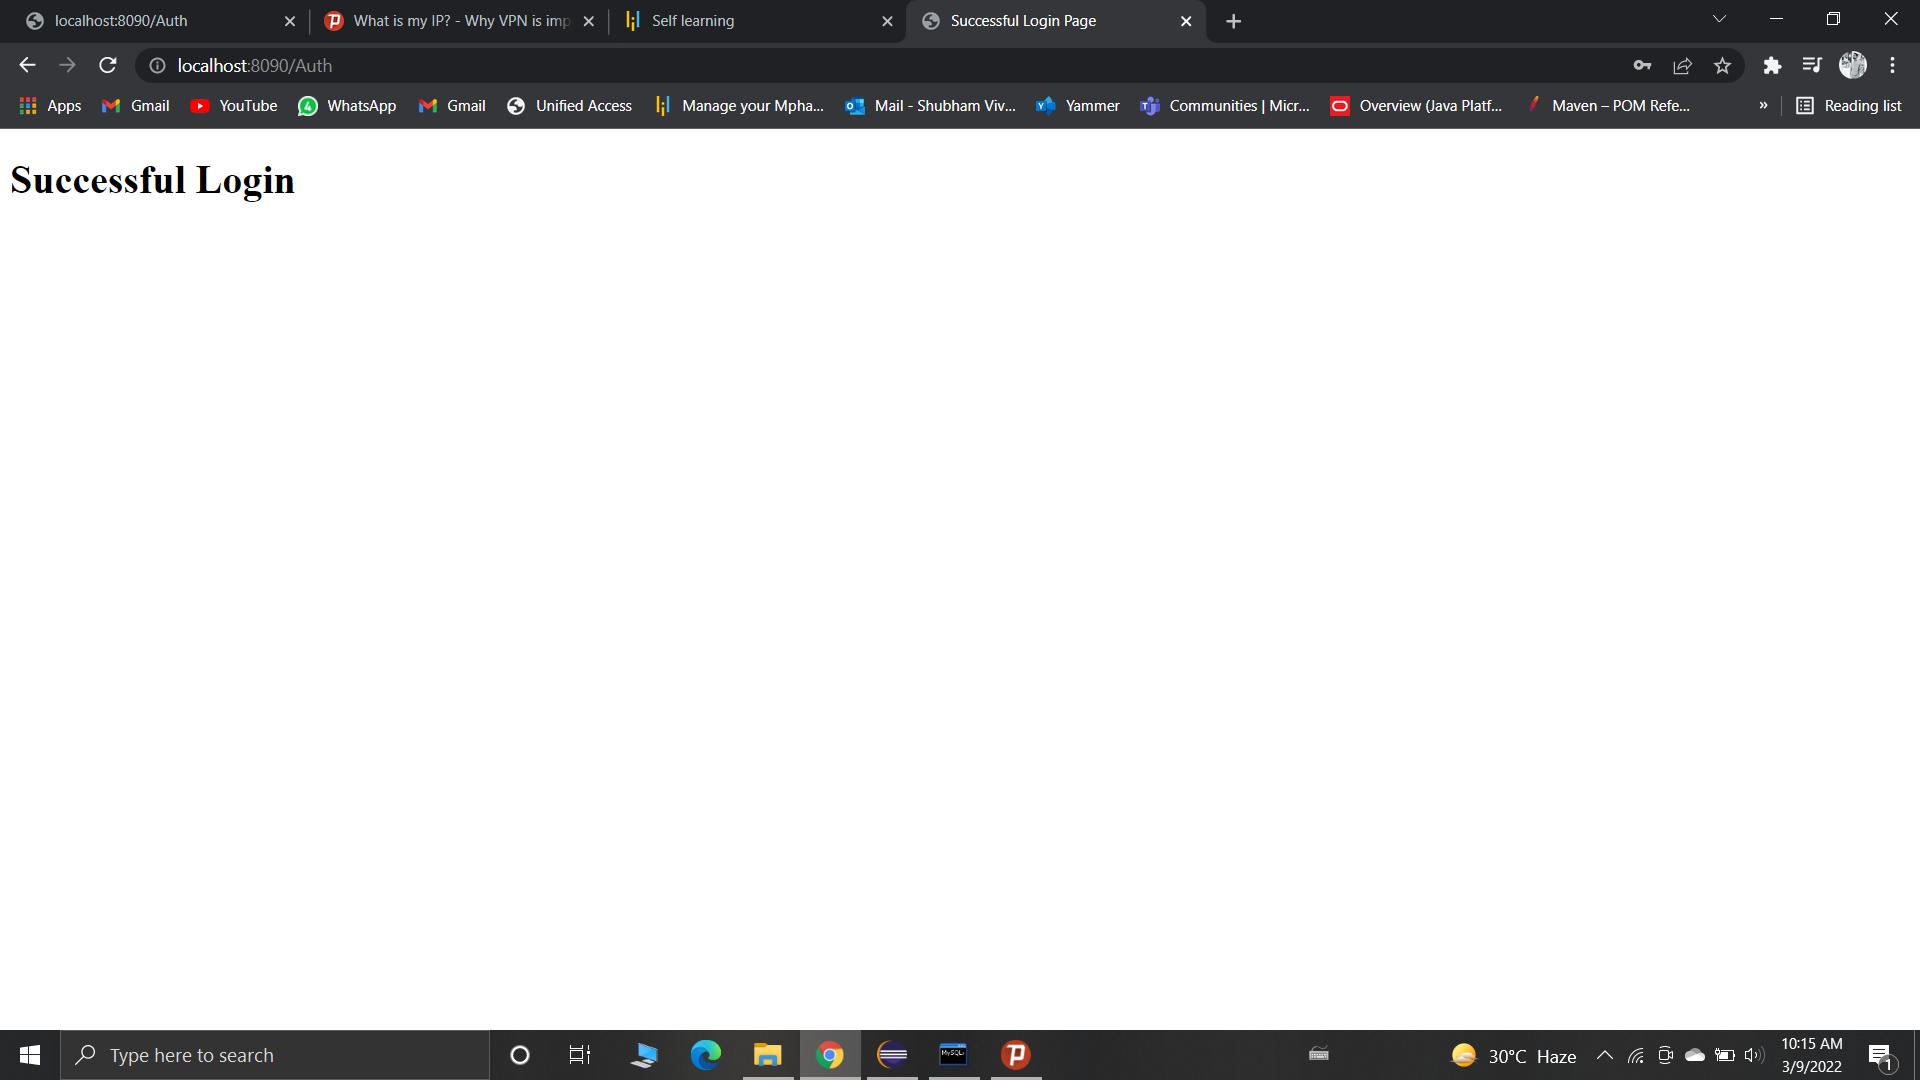 localhost:8090/Auth
What is my IP? - Why VPN is imp
Self learning
Successful Login Page
localhost:8090/Auth
Apps
Gmail
YouTube
4
WhatsApp
Gmail
Unified Access
Manage your Mpha...
Mail - Shubham Viv...
Yammer
Communities | Micr...
Overview (Java Platf...
Maven – POM Refe...
»
Reading list
Successful Login
Type here to search
MySQL
30°C Haze
10:15 AM
3/9/2022
1